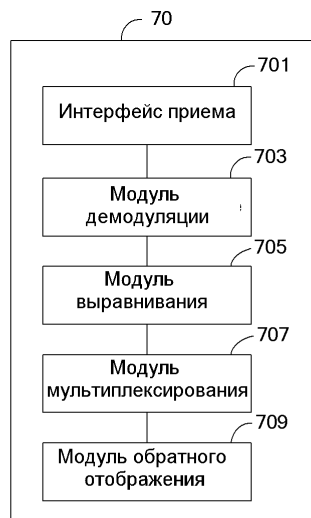 70
701
Интерфейс приема
703
Модуль
демодуляции
705
Модуль
выравнивания
707
Модуль
мультиплексирования
709
Модуль обратного
отображения